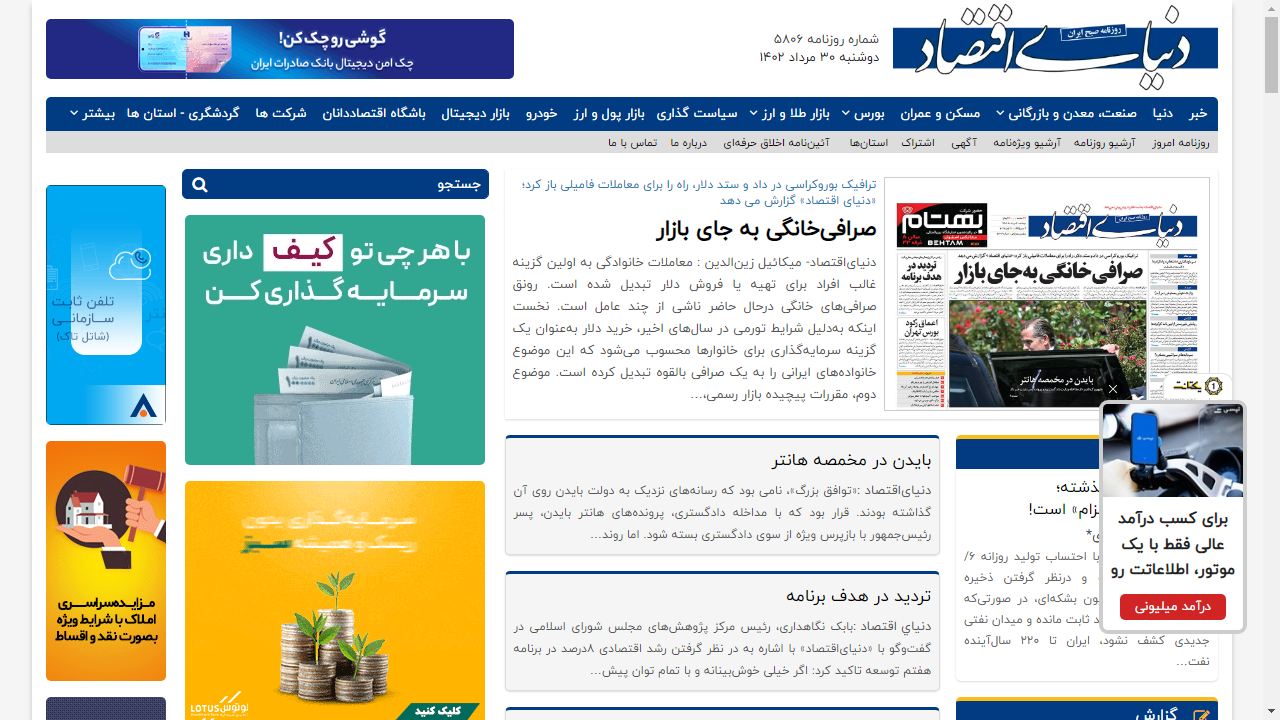 دنیای اقتصاد
روزنامه صبح ایران
شماره روزنامه ۵۸۰۶
دوشنبه ۳۰ مرداد ۱۴۰۲
گوشی رو چک کن!
چک امن دیجیتال بانک صادرات ایران
خبر
دنیا
صنعت، معدن و بازرگانی
مسکن و عمران
بورس
بازار طلا و ارز
سیاست گذاری
بازار پول و ارز
خودرو
بازار دیجیتال
باشگاه اقتصاددانان
شرکت ها
گردشگری - استان ها
بیشتر
روزنامه امروز
آرشیو روزنامه
آرشیو ویژه‌نامه
آگهی
اشتراک
استان‌ها
آئین‌نامه اخلاق حرفه‌ای
درباره ما
تماس با ما
دنیای اقتصاد
بهتام
BEHTAM
صرافی‌خانگی به‌جای بازار
تردید در هدف برنامه
بایدن در مخمصه هانتر
ترافیک بوروکراسی در داد و ستد دلار، راه را برای معاملات فامیلی باز کرد؛
«دنیای اقتصاد» گزارش می دهد
صرافی‌خانگی به جای بازار
دنیای‌اقتصاد- میکائیل زین‌الدین : معاملات خانوادگی به اولین گزینه
غالب افراد برای تهیه یا فروش دلار تبدیل شده است. رونق
صرافی‌های خانگی درحال حاضر ناشی از چند عامل است. نخست
اینکه به‌دلیل شرایط تورمی در سال‌های اخیر، خرید دلار به‌عنوان یک
گزینه سرمایه‌گذاری برای خانوارها محسوب می‌شود که این موضوع
خانواده‌های ایرانی را به یک صرافی بالقوه تبدیل کرده است. موضوع
دوم، مقررات پیچیده بازار رسمی،...
جستجو
با هر چی تو کیف داری
سرمایه گذاری کن
تلفن ثابت
سازمانی
(شاتل تاک)
مزایده سراسری
املاک با شرایط ویژه
بصورت نقد و اقساط
LOTUS
کلیک کنید
بایدن در مخمصه هانتر
دنیای‌اقتصاد :«توافق بزرگ»، نامی بود که رسانه‌های نزدیک به دولت بایدن روی آن
گذاشته بودند. قرار بود که با مداخله دادگستری، پرونده‌های هانتر بایدن، پسر
رئیس‌جمهور با بازپرس ویژه از سوی دادگستری بسته شود. اما روند...
تردید در هدف برنامه
دنیاي اقتصاد :بابک نگاهداری، رئیس مرکز پژوهش‌های مجلس شورای اسلامی در
گفت‌وگو با «دنیای‌اقتصاد» با اشاره به در نظر گرفتن رشد اقتصادی ۸درصد در برنامه
هفتم توسعه تاکید کرد: در خیلی خوش‌بینانه و با تمام توان پیش...
با احتساب تولید روزانه ۶/
و درنظر گرفتن ذخیره
ون بشکه‌ای، در صورتی‌که
ثابت مانده و میدان نفتی
جدیدی کشف نشود، ایران تا ۲۲۰ سال‌آینده
نفت...
گزارش
یکتانت
برای کسب درآمد
عالی فقط با یک
موتور، اطلاعاتت رو
درآمد میلیونی